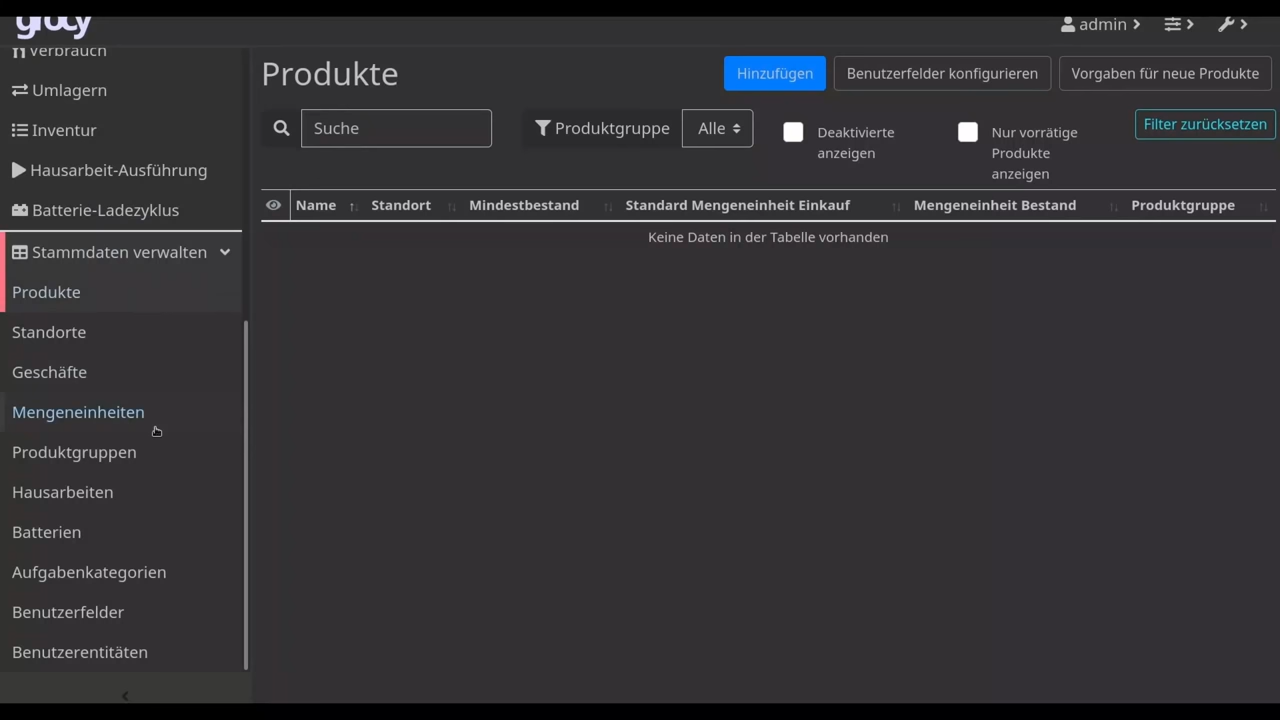 grocy
admin
Verbrauch
Umlagern
Inventur
Hausarbeit-Ausführung
Batterie-Ladezyklus
Stammdaten verwalten
Produkte
Standorte
Geschäfte
Mengeneinheiten
Produktgruppen
Hausarbeiten
Batterien
Aufgabenkategorien
Benutzerfelder
Benutzerentitäten
Produkte
Hinzufügen
Benutzerfelder konfigurieren
Vorgaben für neue Produkte
Suche
Produktgruppe
Alle
Deaktivierte
anzeigen
Nur vorrätige
Produkte
anzeigen
Filter zurücksetzen
Name Standort Mindestbestand Standard Mengeneinheit Einkauf Mengeneinheit Bestand Produktgruppe
Keine Daten in der Tabelle vorhanden